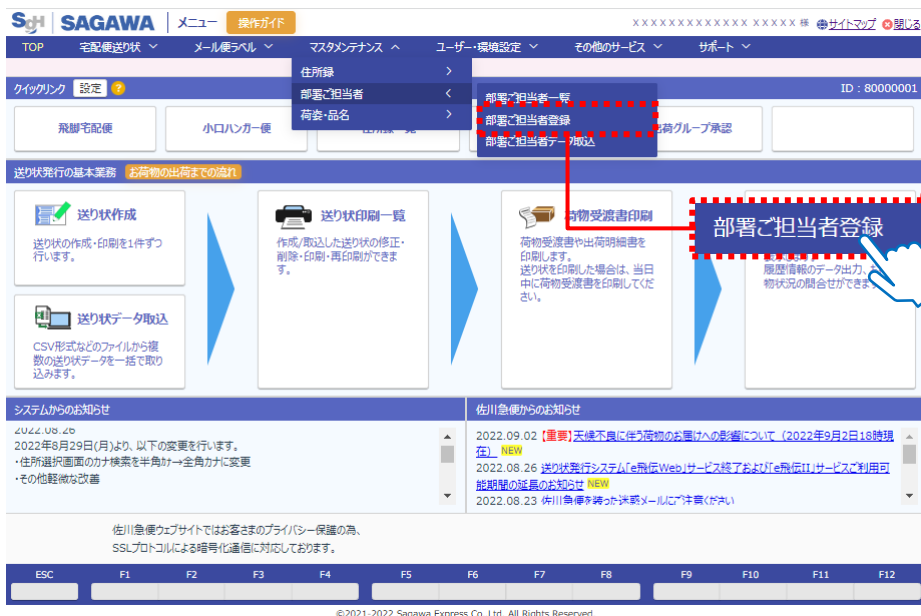 SgH SAGAWA メニュー 操作ガイド XXXXXXXXXXXXXX XXXXX 様 サイトマップ 閉じる
TOP 宅配便送り状 メール便ラベル マスタメンテナンス ユーザー・環境設定 その他のサービス サポート
住所録
クイックリンク 設定 ? 部署ご担当者 部署ご担当者一覧 ID : 80000001
荷姿・品名 部署ご担当者登録
飛脚宅配便 小口ハンガー便 出荷グループ承認
部署ご担当者データ取込
送り状発行の基本業務 お荷物の出荷までの流れ
送り状作成
送り状の作成・印刷を1件ずつ
行います。
送り状データ取込
CSV形式などのファイルから複
数の送り状データを一括で取り
込みます。
送り状印刷一覧
作成/取込した送り状の修正・
削除・印刷・再印刷ができま
す。
荷物受渡書印刷
荷物受渡書や出荷明細書を
印刷します。
送り状を印刷した場合は、当日
中に荷物受渡書を印刷してくだ
さい。
部署ご担当者登録
履歴情報のデータ出力、
物状況の問合せができます
システムからのお知らせ
2022.08.26
2022年8月29日(月)より、以下の変更を行います。
・住所選択画面のカナ検索を半角カナ→全角カナに変更
・その他軽微な改善
佐川急便からのお知らせ
2022.09.02 【重要】天候不良に伴う荷物のお届けへの影響について（2022年9月2日18時現
在） NEW
2022.08.26 送り状発行システム「e飛伝Web」サービス終了および「e飛伝II」サービスご利用可
能期間の延長のお知らせ NEW
2022.08.23 佐川急便を装った迷惑メールにご注意ください
佐川急便ウェブサイトではお客さまのプライバシー保護の為、
SSLプロトコルによる暗号化通信に対応しております。
ESC F1 F2 F3 F4 F5 F6 F7 F8 F9 F10 F11 F12
©2021-2022 Sagawa Express Co.,Ltd. All Rights Reserved.